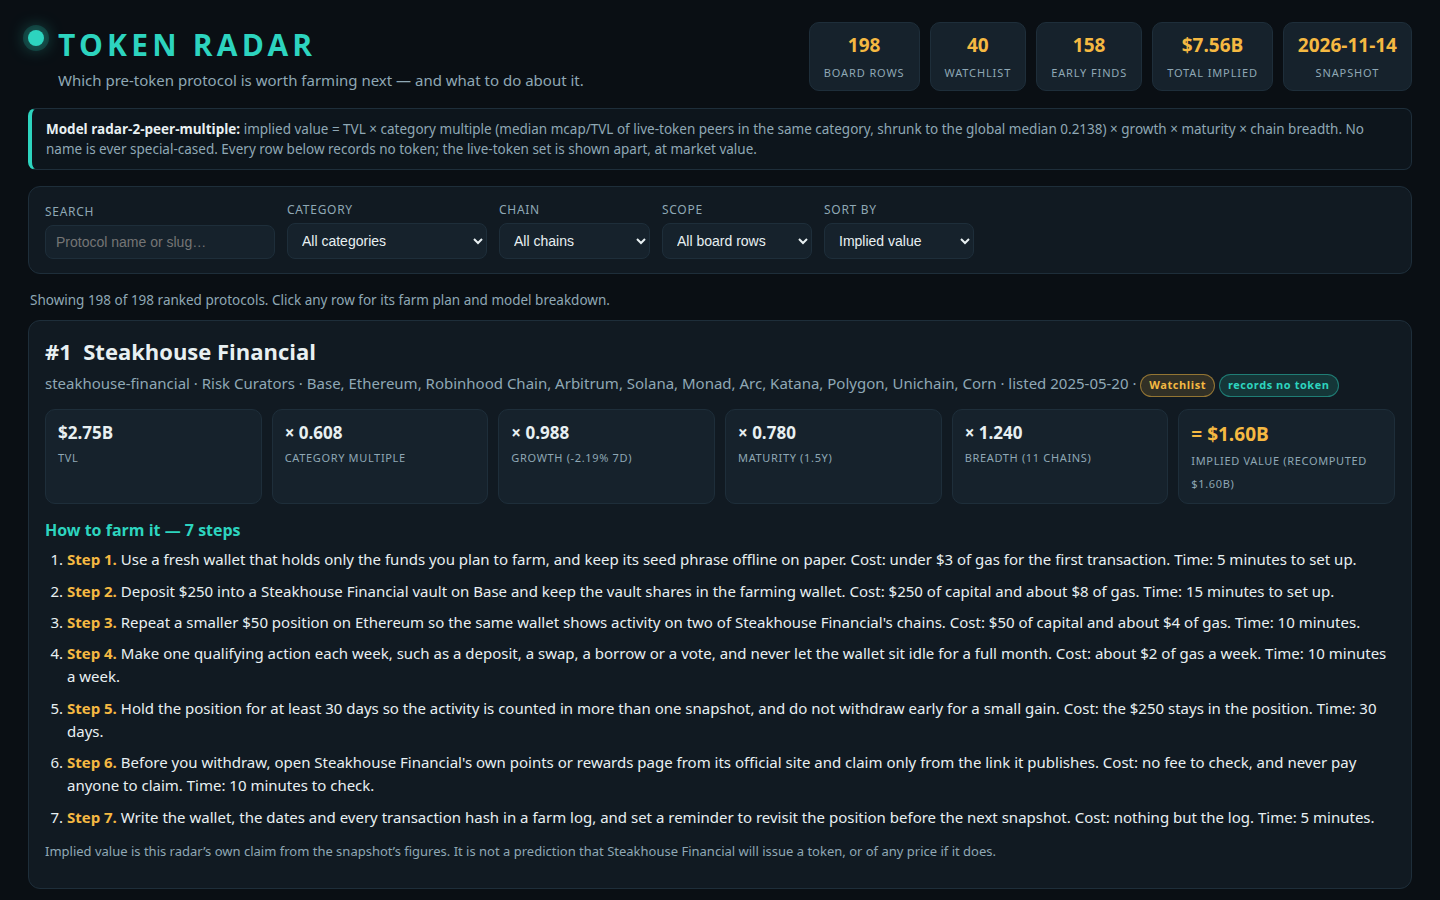 TOKEN RADAR
Which pre-token protocol is worth farming next — and what to do about it.
198
BOARD ROWS
40
WATCHLIST
158
EARLY FINDS
$7.56B
TOTAL IMPLIED
2026-11-14
SNAPSHOT
Model radar-2-peer-multiple: implied value = TVL × category multiple (median mcap/TVL of live-token peers in the same category, shrunk to the global median 0.2138) × growth × maturity × chain breadth. No
name is ever special-cased. Every row below records no token; the live-token set is shown apart, at market value.
SEARCH
Protocol name or slug…
CATEGORY
All categories
CHAIN
All chains
SCOPE
All board rows
SORT BY
Implied value
Showing 198 of 198 ranked protocols. Click any row for its farm plan and model breakdown.
#1 Steakhouse Financial
steakhouse-financial · Risk Curators · Base, Ethereum, Robinhood Chain, Arbitrum, Solana, Monad, Arc, Katana, Polygon, Unichain, Corn · listed 2025-05-20 · Watchlist records no token
$2.75B
TVL
× 0.608
CATEGORY MULTIPLE
× 0.988
GROWTH (-2.19% 7D)
× 0.780
MATURITY (1.5Y)
× 1.240
BREADTH (11 CHAINS)
= $1.60B
IMPLIED VALUE (RECOMPUTED
$1.60B)
How to farm it — 7 steps
1. Step 1. Use a fresh wallet that holds only the funds you plan to farm, and keep its seed phrase offline on paper. Cost: under $3 of gas for the first transaction. Time: 5 minutes to set up.
2. Step 2. Deposit $250 into a Steakhouse Financial vault on Base and keep the vault shares in the farming wallet. Cost: $250 of capital and about $8 of gas. Time: 15 minutes to set up.
3. Step 3. Repeat a smaller $50 position on Ethereum so the same wallet shows activity on two of Steakhouse Financial's chains. Cost: $50 of capital and about $4 of gas. Time: 10 minutes.
4. Step 4. Make one qualifying action each week, such as a deposit, a swap, a borrow or a vote, and never let the wallet sit idle for a full month. Cost: about $2 of gas a week. Time: 10 minutes
a week.
5. Step 5. Hold the position for at least 30 days so the activity is counted in more than one snapshot, and do not withdraw early for a small gain. Cost: the $250 stays in the position. Time: 30
days.
6. Step 6. Before you withdraw, open Steakhouse Financial's own points or rewards page from its official site and claim only from the link it publishes. Cost: no fee to check, and never pay
anyone to claim. Time: 10 minutes to check.
7. Step 7. Write the wallet, the dates and every transaction hash in a farm log, and set a reminder to revisit the position before the next snapshot. Cost: nothing but the log. Time: 5 minutes.
Implied value is this radar’s own claim from the snapshot’s figures. It is not a prediction that Steakhouse Financial will issue a token, or of any price if it does.